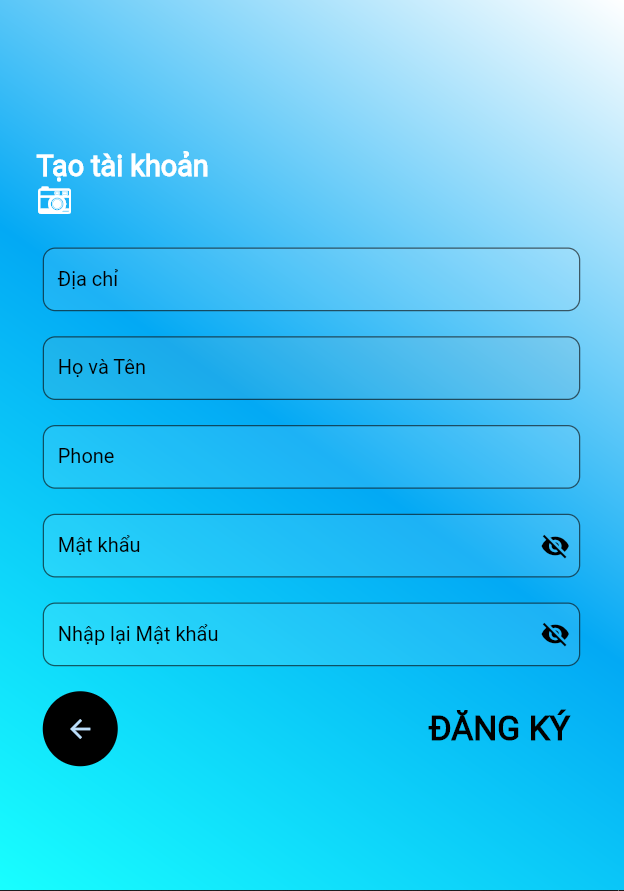 Tạo tài khoản
Địa chỉ
Họ và Tên
Phone
Mật khẩu
Nhập lại Mật khẩu
ĐĂNG KÝ